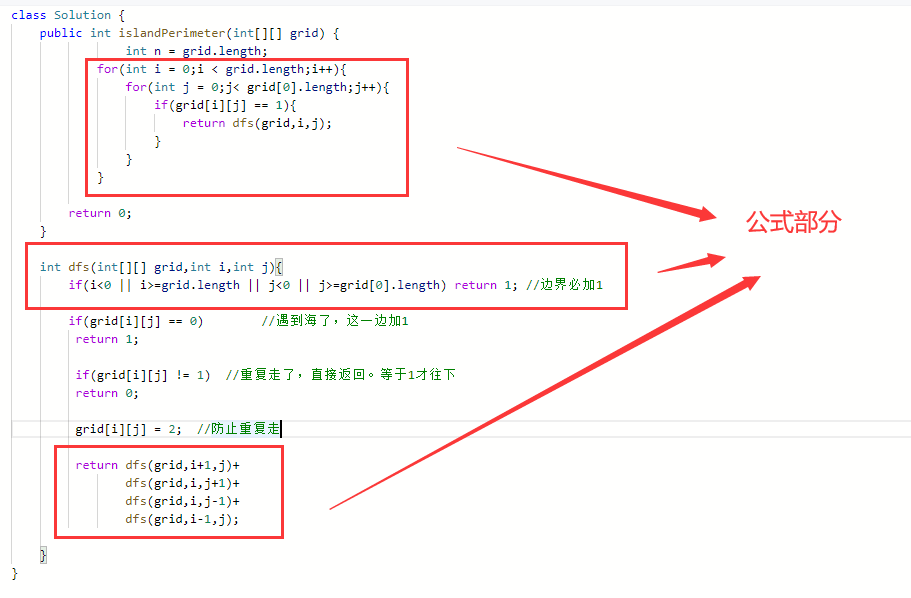 class Solution {
public int islandPerimeter(int[][] grid) {
int n = grid.length;
for(int i = 0;i < grid.length;i++){
for(int j = 0;j< grid[0].length;j++){
if(grid[i][j] == 1){
return dfs(grid,i,j);
}
}
}
return 0;
}
公式部分
int dfs(int[][] grid,int i,int j){
if(i<0 || i>=grid.length || j<0 || j>=grid[0].length) return 1; //边界必加1
if(grid[i][j] == 0) //遇到海了，这一边加1
return 1;
if(grid[i][j] != 1) //重复走了，直接返回。等于1才往下
return 0;
grid[i][j] = 2; //防止重复走
return dfs(grid,i+1,j)+
dfs(grid,i,j+1)+
dfs(grid,i,j-1)+
dfs(grid,i-1,j);
}
}